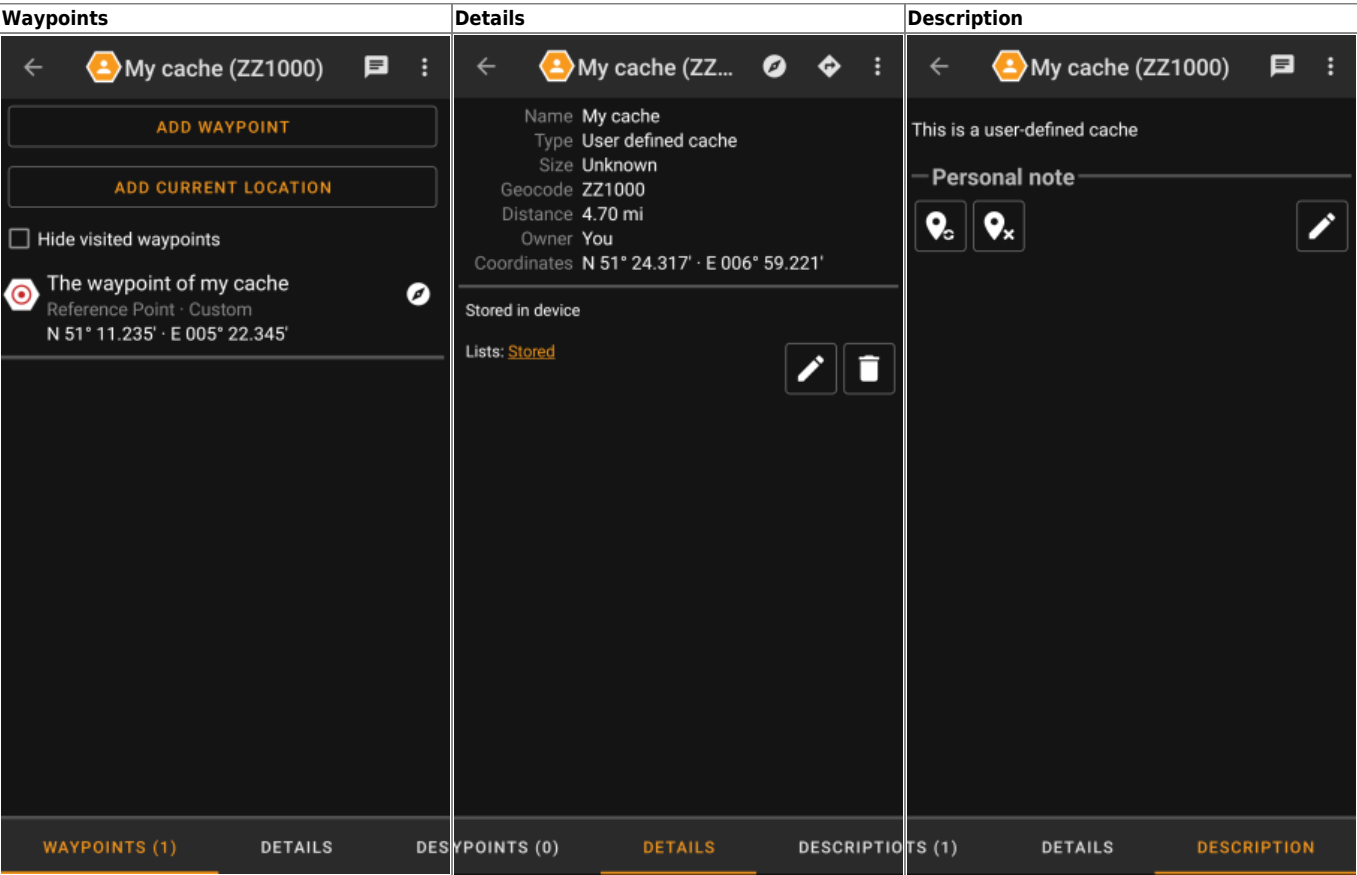 Waypoints
My cache (ZZ1000)
ADD WAYPOINT
ADD CURRENT LOCATION
Hide visited waypoints
The waypoint of my cache
Reference Point · Custom
N 51° 11.235' · E 005° 22.345'
WAYPOINTS (1) DETAILS DES
Details
My cache (ZZ...
Name My cache
Type User defined cache
Size Unknown
Geocode ZZ1000
Distance 4.70 mi
Owner You
Coordinates N 51° 24.317' · E 006° 59.221'
Stored in device
Lists: Stored
YPOINTS (0) DETAILS DESCRIPTIO
Description
My cache (ZZ1000)
This is a user-defined cache
Personal note
TS (1) DETAILS DESCRIPTION